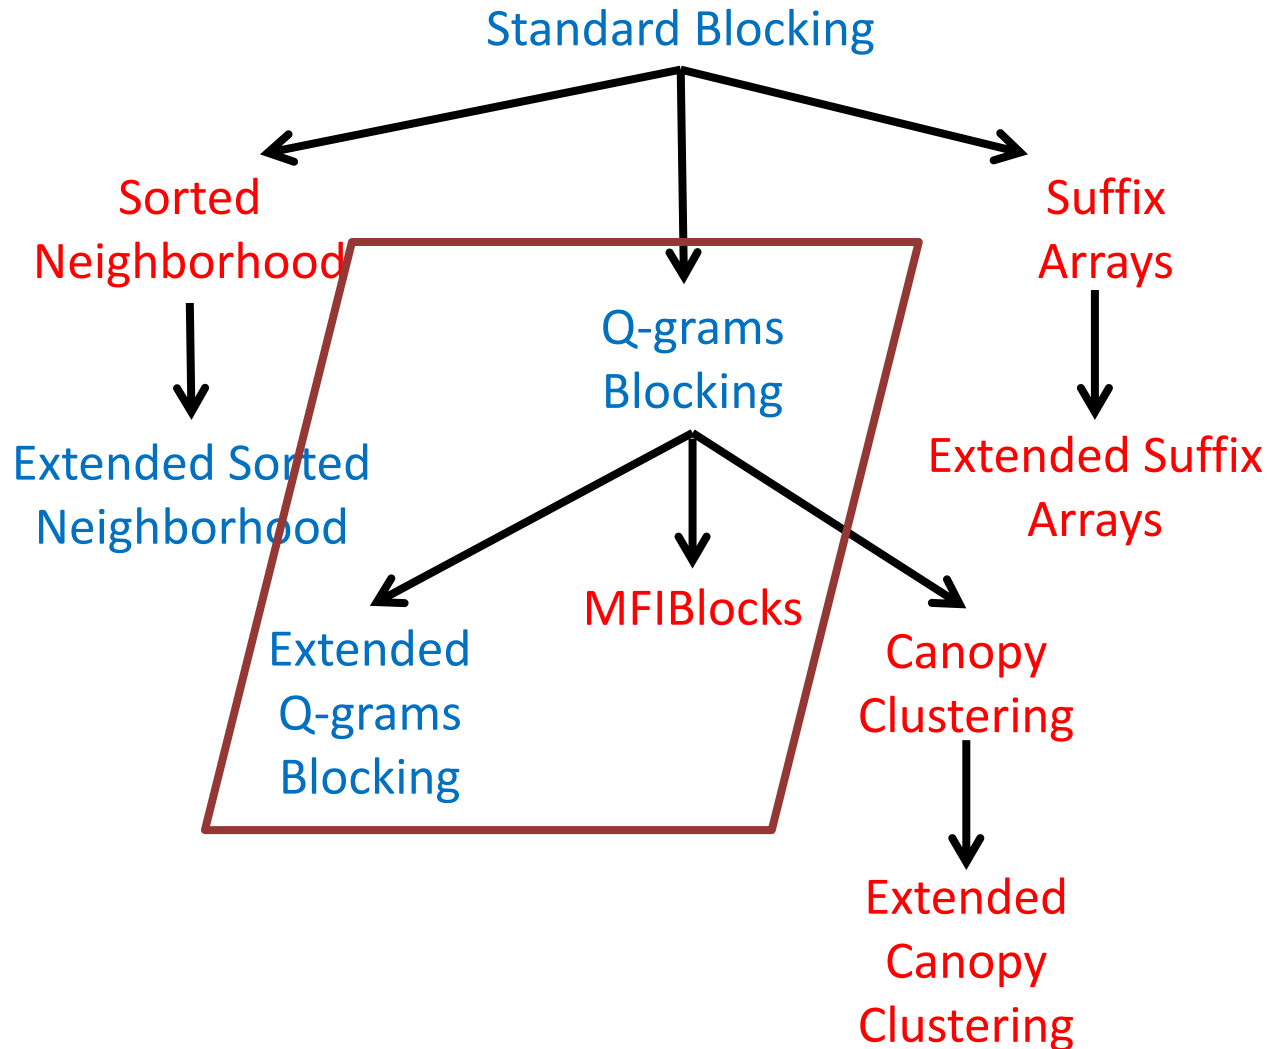 Standard Blocking
Sorted
Neighborhood
Suffix
Arrays
Q-grams
Blocking
Extended Sorted
Neighborhood
Extended Suffix
Arrays
Extended
Q-grams
Blocking
MFIBlocks
Canopy
Clustering
Extended
Canopy
Clustering